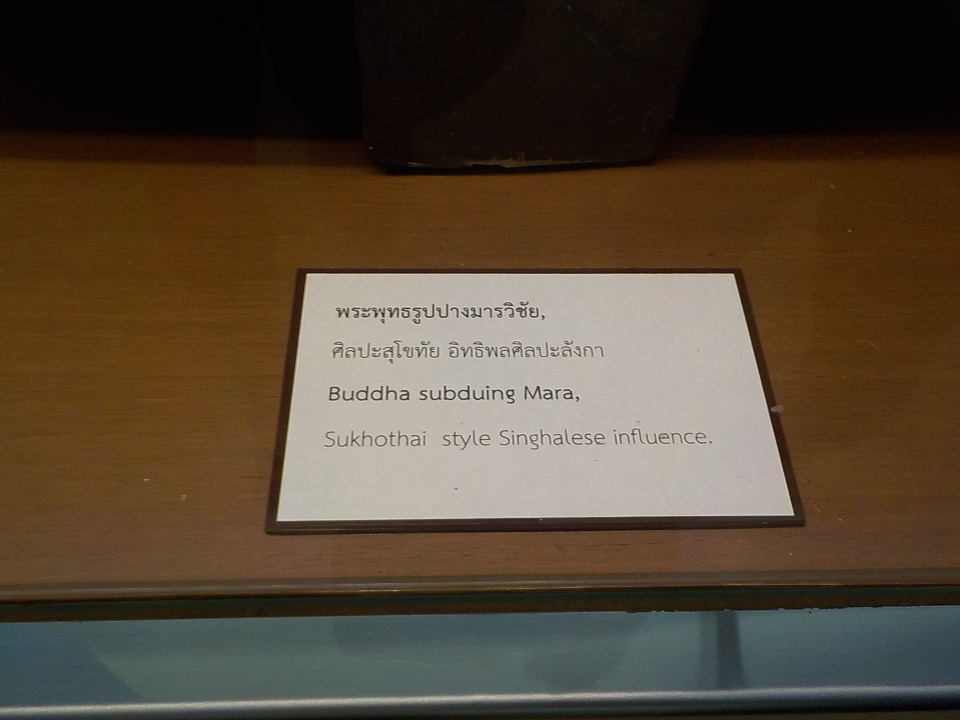 พระพุทธรูปปางมารวิชัย,
ศิลปะสุโขทัย อิทธิพลศิลปะลังกา
Buddha subduing Mara,
Sukhothai style Singhalese influence.